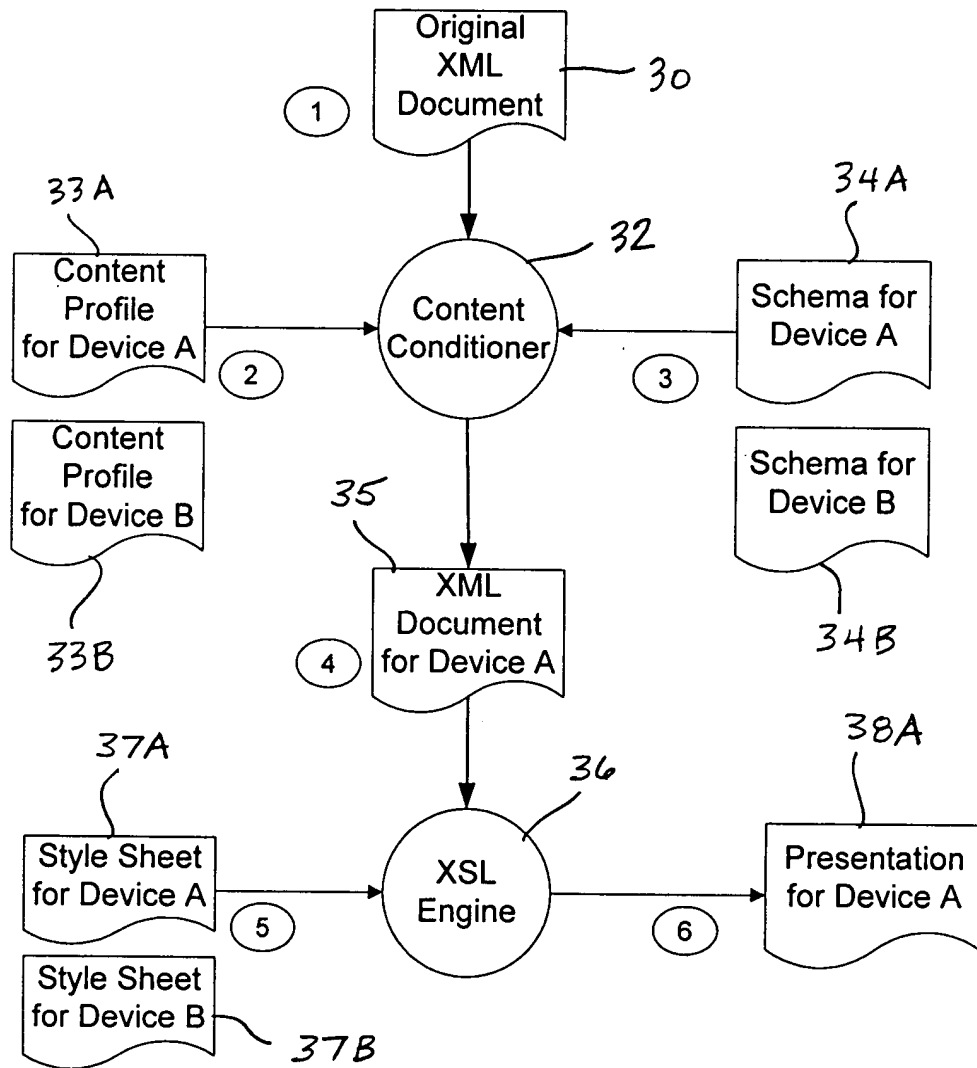 Original
XML
Document
30
1
33A
34A
32
Content
Profile
for Device A
Content
Conditioner
Schema for
Device A
2
3
Content
Profile
for Device B
Schema for
Device B
35
33B
34B
XML
Document
for Device A
4
37A
38A
36
Style Sheet
for Device A
XSL
Engine
Presentation
for Device A
5
6
Style Sheet
for Device B
37B